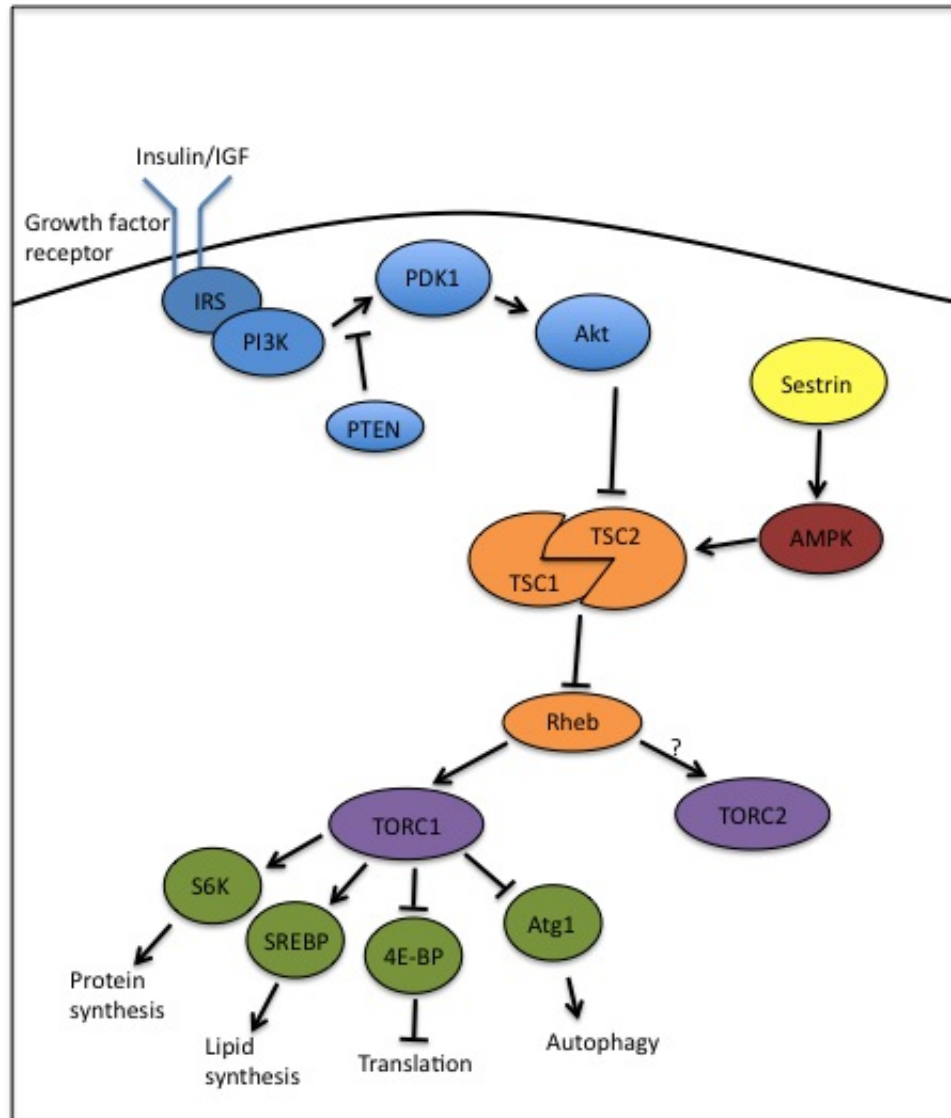 Insulin/IGF
Growth factor
receptor
IRS
PI3K
PDK1
Akt
PTEN
Sestrin
AMPK
TSC2
TSC1
Rheb
?
TORC1
TORC2
S6K
SREBP
4E-BP
Atg1
Protein
synthesis
Lipid
synthesis
Translation
Autophagy